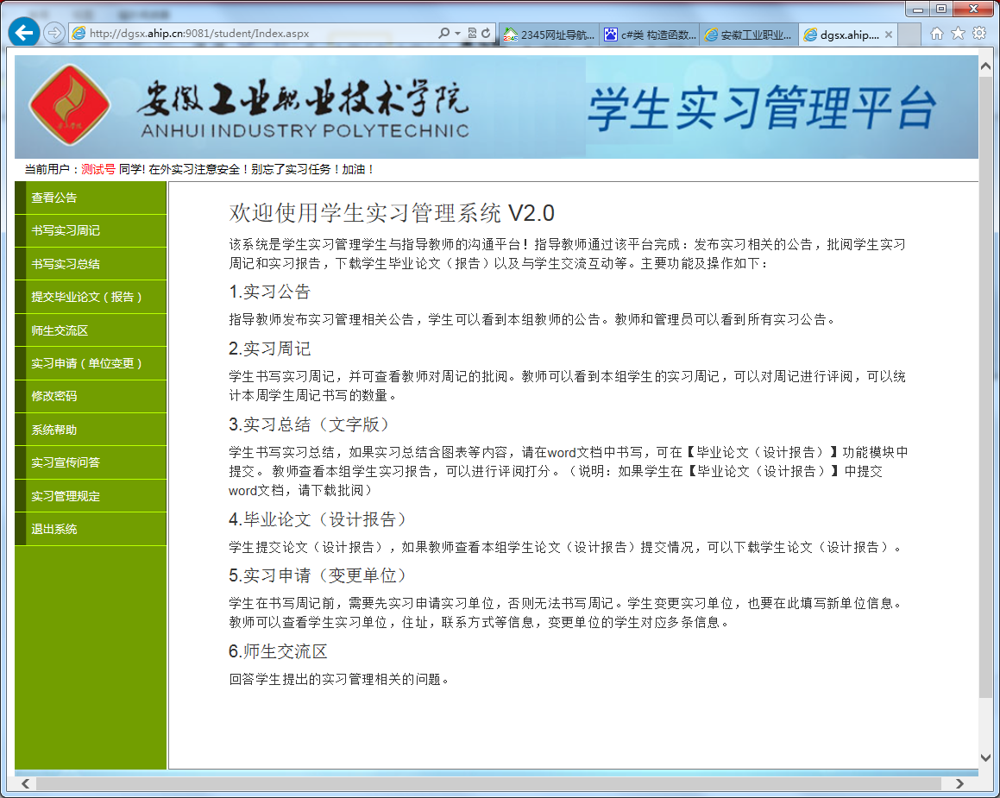 http://dgsx.ahip.cn:9081/student/Index.aspx
2345网址导航...
c#类 构造函数...
安徽工业职业...
dgsx.ahip....
安徽工业职业技术学院
ANHUI INDUSTRY POLYTECHNIC
学生实习管理平台
当前用户：测试号 同学! 在外实习注意安全！别忘了实习任务！加油！
查看公告
书写实习周记
书写实习总结
提交毕业论文（报告）
师生交流区
实习申请（单位变更）
修改密码
系统帮助
实习宣传问答
实习管理规定
退出系统
欢迎使用学生实习管理系统 V2.0
该系统是学生实习管理学生与指导教师的沟通平台！指导教师通过该平台完成：发布实习相关的公告，批阅学生实习
周记和实习报告，下载学生毕业论文（报告）以及与学生交流互动等。主要功能及操作如下：
1.实习公告
指导教师发布实习管理相关公告，学生可以看到本组教师的公告。教师和管理员可以看到所有实习公告。
2.实习周记
学生书写实习周记，并可查看教师对周记的批阅。教师可以看到本组学生的实习周记，可以对周记进行评阅，可以统
计本周学生周记书写的数量。
3.实习总结（文字版）
学生书写实习总结，如果实习总结含图表等内容，请在word文档中书写，可在【毕业论文（设计报告）】功能模块中
提交。 教师查看本组学生实习报告，可以进行评阅打分。（说明：如果学生在【毕业论文（设计报告）】中提交
word文档，请下载批阅）
4.毕业论文（设计报告）
学生提交论文（设计报告），如果教师查看本组学生论文（设计报告）提交情况，可以下载学生论文（设计报告）。
5.实习申请（变更单位）
学生在书写周记前，需要先实习申请实习单位，否则无法书写周记。学生变更实习单位，也要在此填写新单位信息。
教师可以查看学生实习单位，住址，联系方式等信息，变更单位的学生对应多条信息。
6.师生交流区
回答学生提出的实习管理相关的问题。